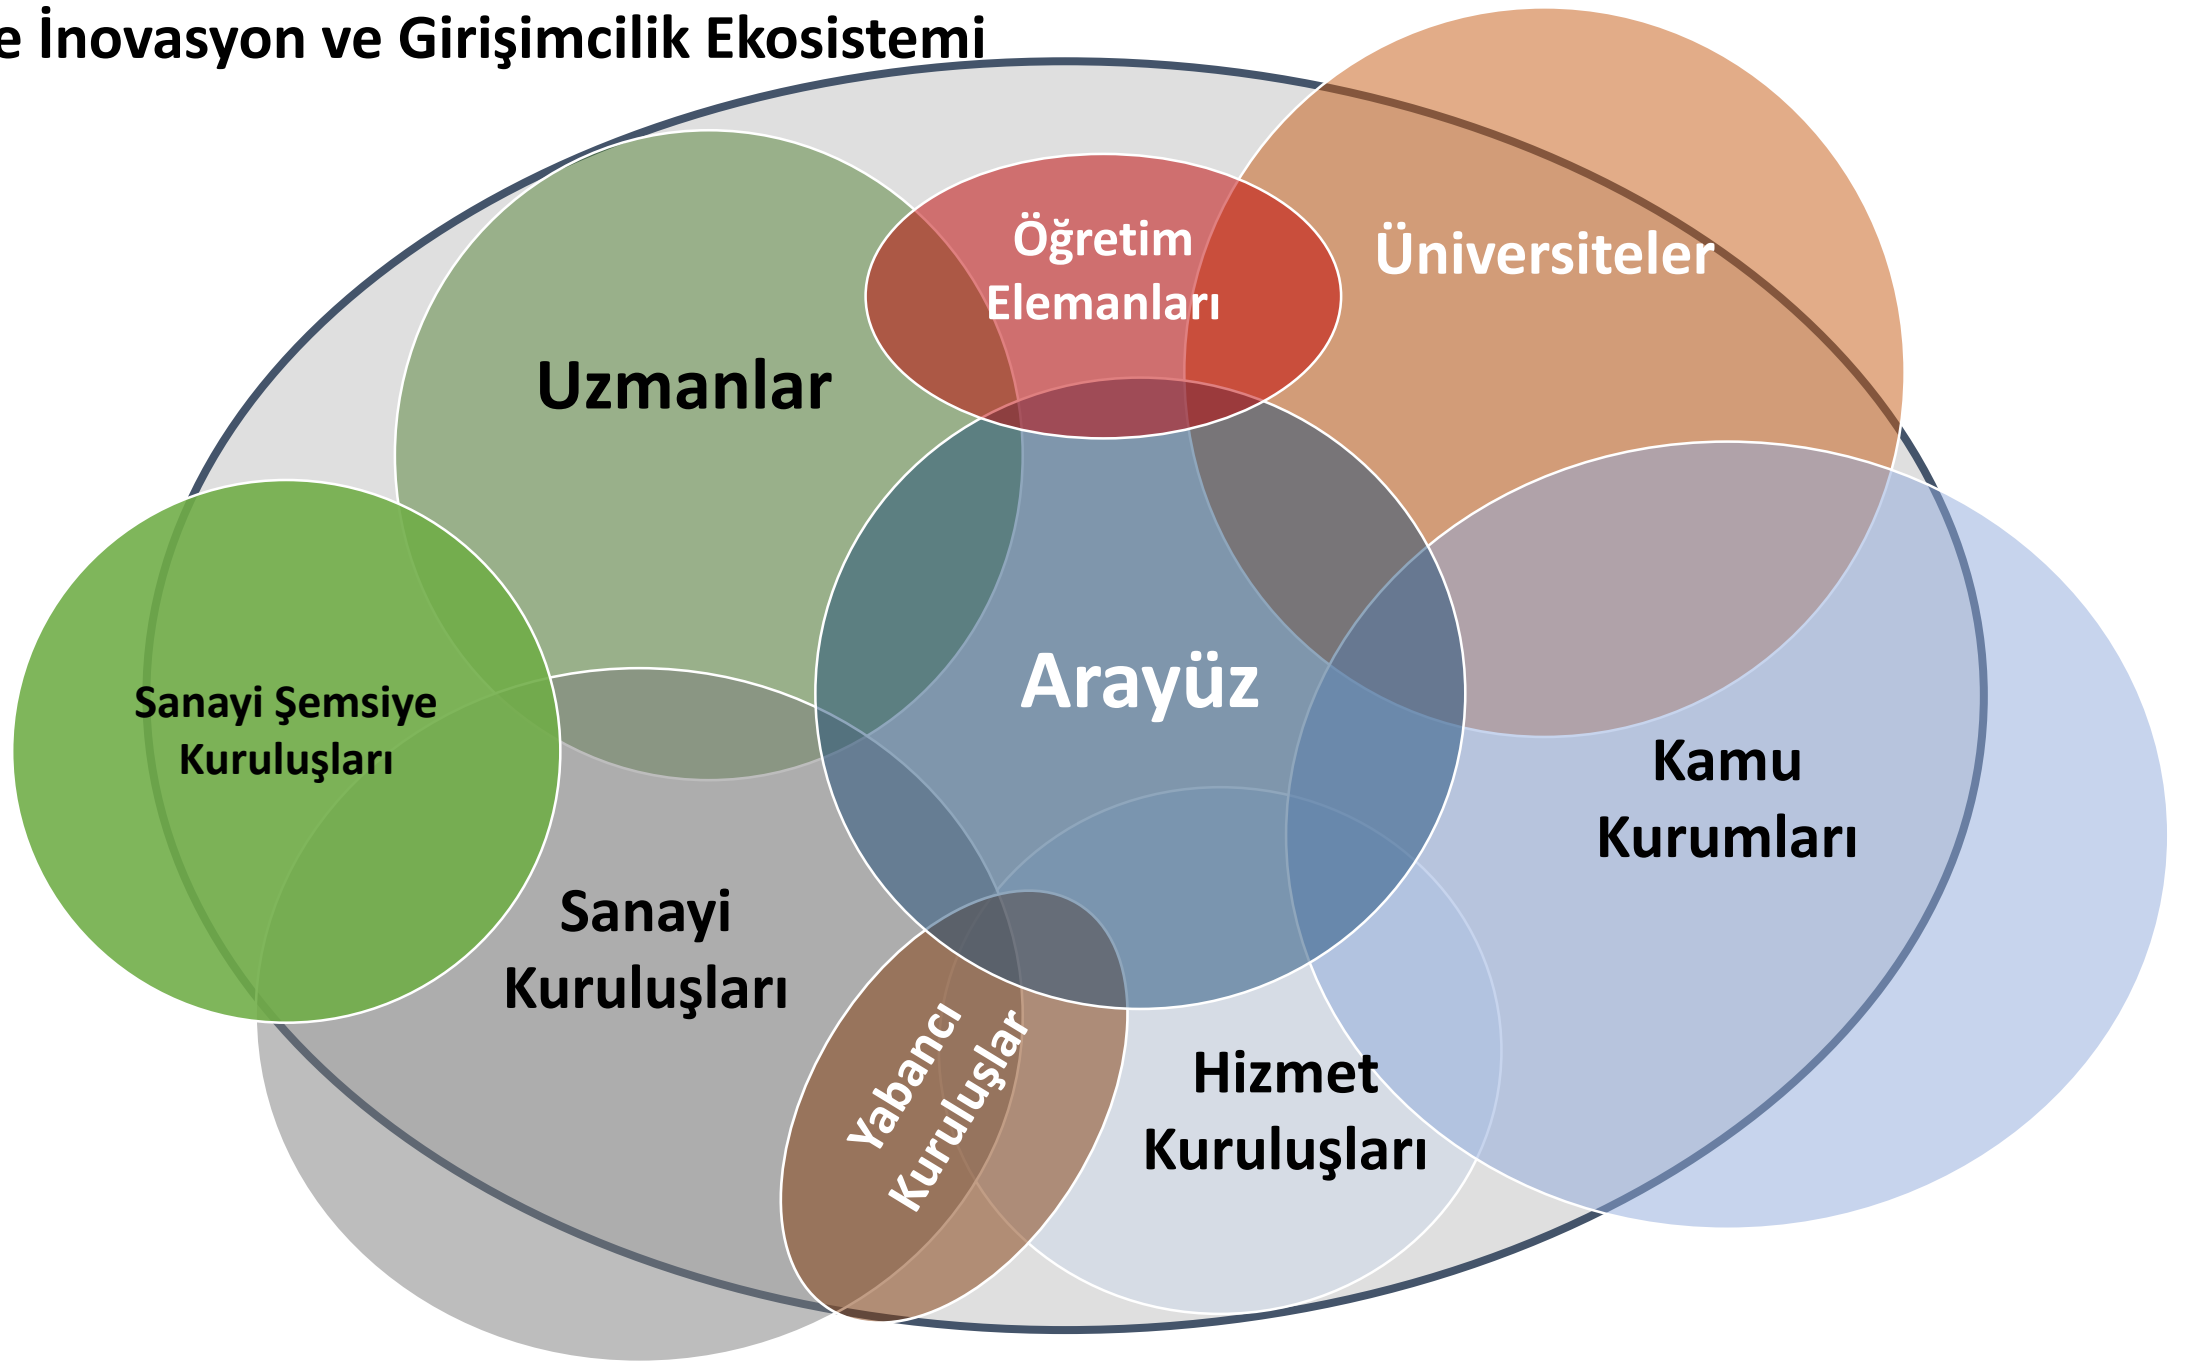 e İnovasyon ve Girişimcilik Ekosistemi
Öğretim
Elemanları
Üniversiteler
Uzmanlar
Arayüz
Sanayi Şemsiye
Kuruluşları
Kamu
Kurumları
Sanayi
Kuruluşları
Yabancı
Kuruluşlar
Hizmet
Kuruluşları